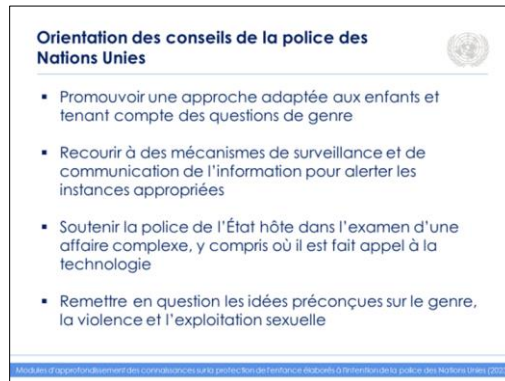 Orientation des conseils de la police des
Nations Unies
▪ Promouvoir une approche adaptée aux enfants et
tenant compte des questions de genre
▪ Recourir à des mécanismes de surveillance et de
communication de l'information pour alerter les
instances appropriées
▪ Soutenir la police de l'État hôte dans l'examen d'une
affaire complexe, y compris où il est fait appel à la
technologie
▪ Remettre en question les idées préconçues sur le genre,
la violence et l'exploitation sexuelle
Modules d'approfondissement des connaissances sur la protection de l'enfance élaborés à l'intention de la police des Nations Unies (202